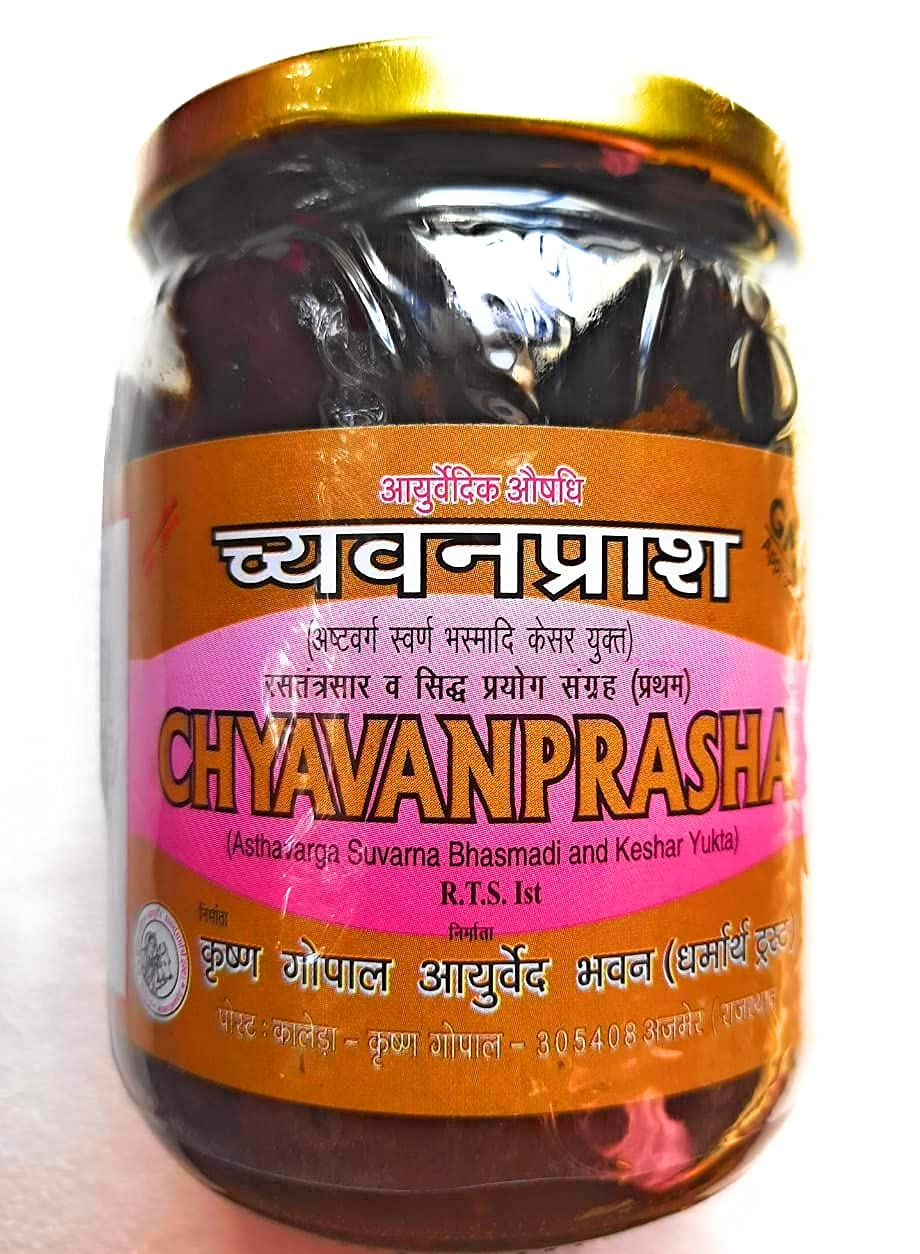 आयुर्वेदिक औषधि
च्यवनप्राश
(अष्टवर्ग स्वर्ण भस्मादि केसर युक्त)
रसतंत्रसार व सिद्ध प्रयोग संग्रह (प्रथम)
CHYAVANPRASHA
(Asthavarga Suvarna Bhasmadi and Keshar Yukta)
R.T.S. Ist
निर्माता
निर्माता
कृष्ण गोपाल आयुर्वेद भवन (धर्मार्थ ट्रस्ट)
पोस्ट : कालेड़ा - कृष्ण गोपाल - 305408 अजमेर (राजस्थान